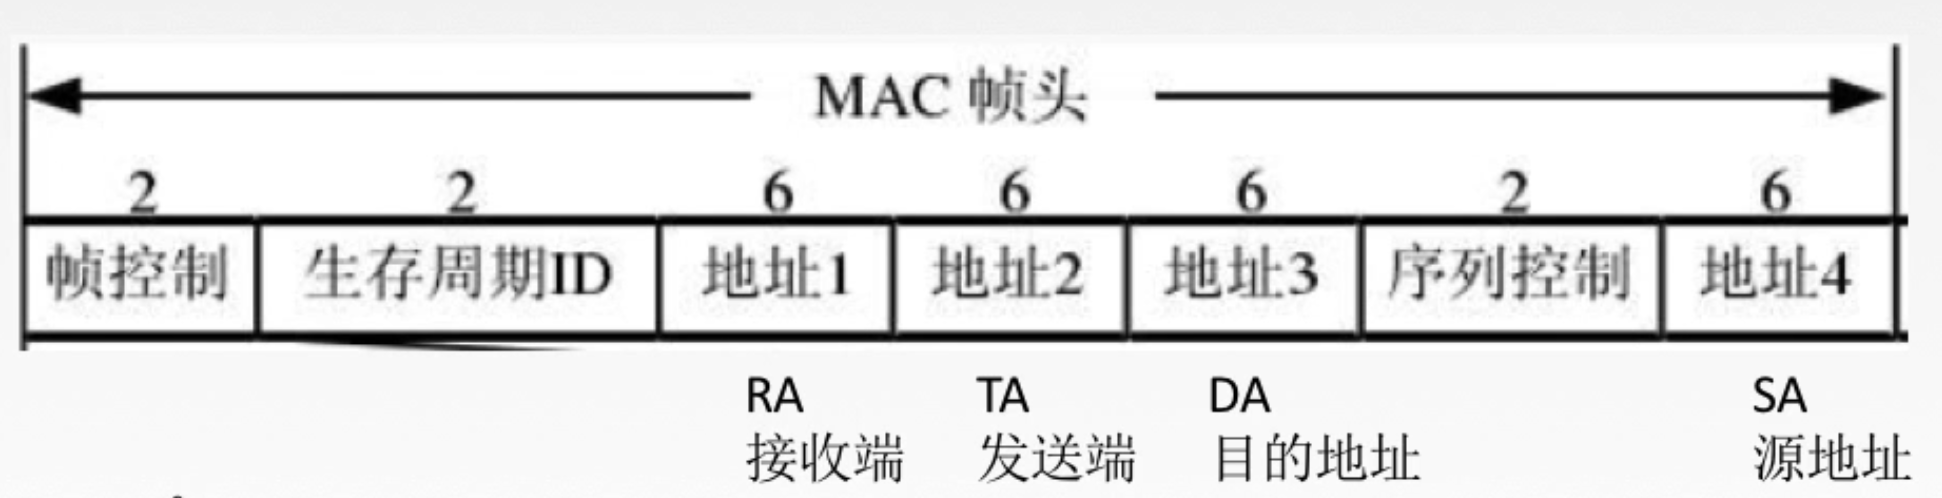 MAC 帧头
2 2 6 6 6 2 6
帧控制 生存周期ID 地址1 地址2 地址3 序列控制 地址4
RA TA DA SA
接收端 发送端 目的地址 源地址